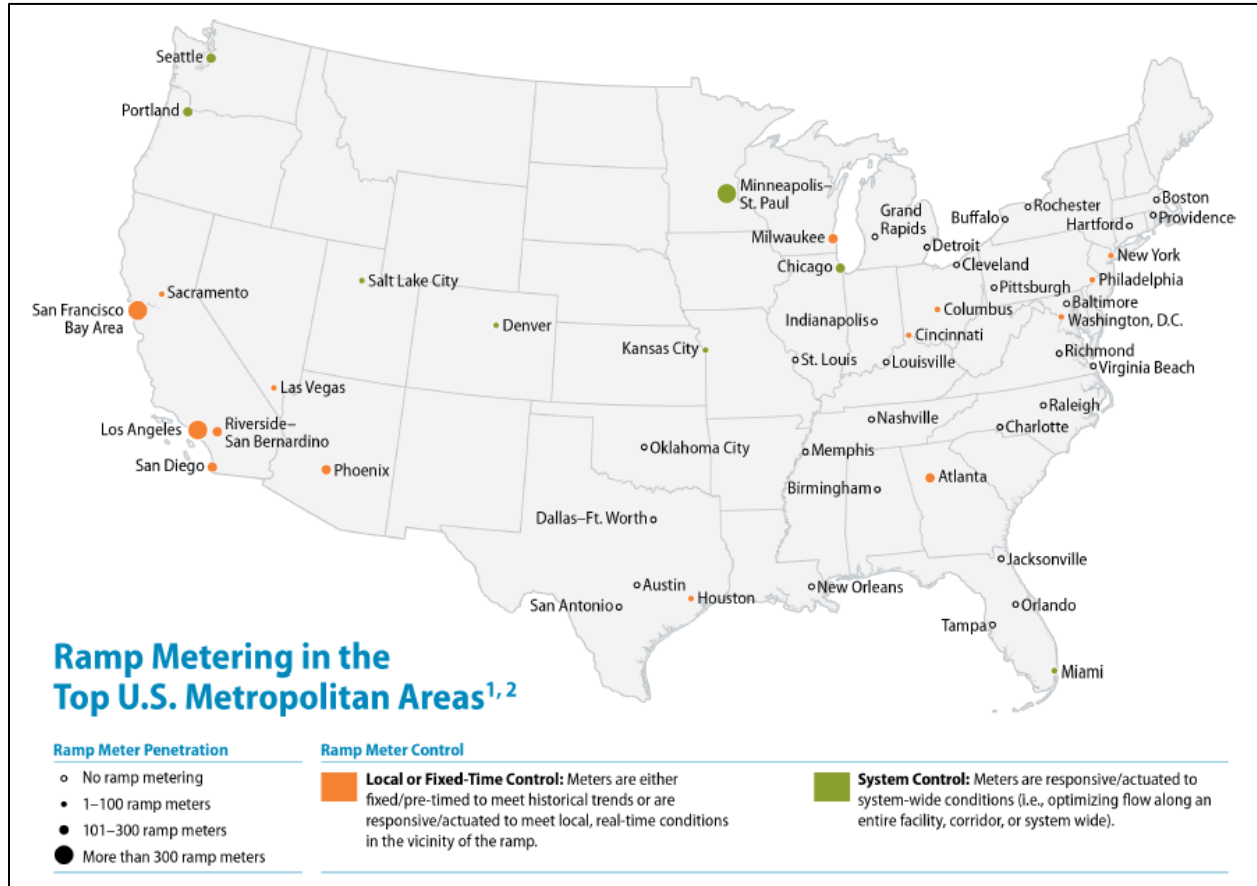 Seattle
Portland
Minneapolis–
St. Paul
Milwaukee
Chicago
Grand
Rapids
Detroit
Buffalo
Rochester
Boston
Providence
Hartford
New York
Cleveland
Philadelphia
Pittsburgh
Baltimore
Washington, D.C.
Salt Lake City
Sacramento
San Francisco
Bay Area
Denver
Kansas City
Indianapolis
Columbus
Cincinnati
St. Louis
Louisville
Richmond
Virginia Beach
Las Vegas
Los Angeles
Riverside–
San Bernardino
San Diego
Phoenix
Oklahoma City
Nashville
Memphis
Raleigh
Charlotte
Birmingham
Atlanta
Dallas–Ft. Worth
Austin
San Antonio
Houston
New Orleans
Jacksonville
Orlando
Tampa
Miami
Ramp Metering in the
Top U.S. Metropolitan Areas1, 2
Ramp Meter Penetration
No ramp metering
1–100 ramp meters
101–300 ramp meters
More than 300 ramp meters
Ramp Meter Control
Local or Fixed-Time Control: Meters are either
fixed/pre-timed to meet historical trends or are
responsive/actuated to meet local, real-time conditions
in the vicinity of the ramp.
System Control: Meters are responsive/actuated to
system-wide conditions (i.e., optimizing flow along an
entire facility, corridor, or system wide).